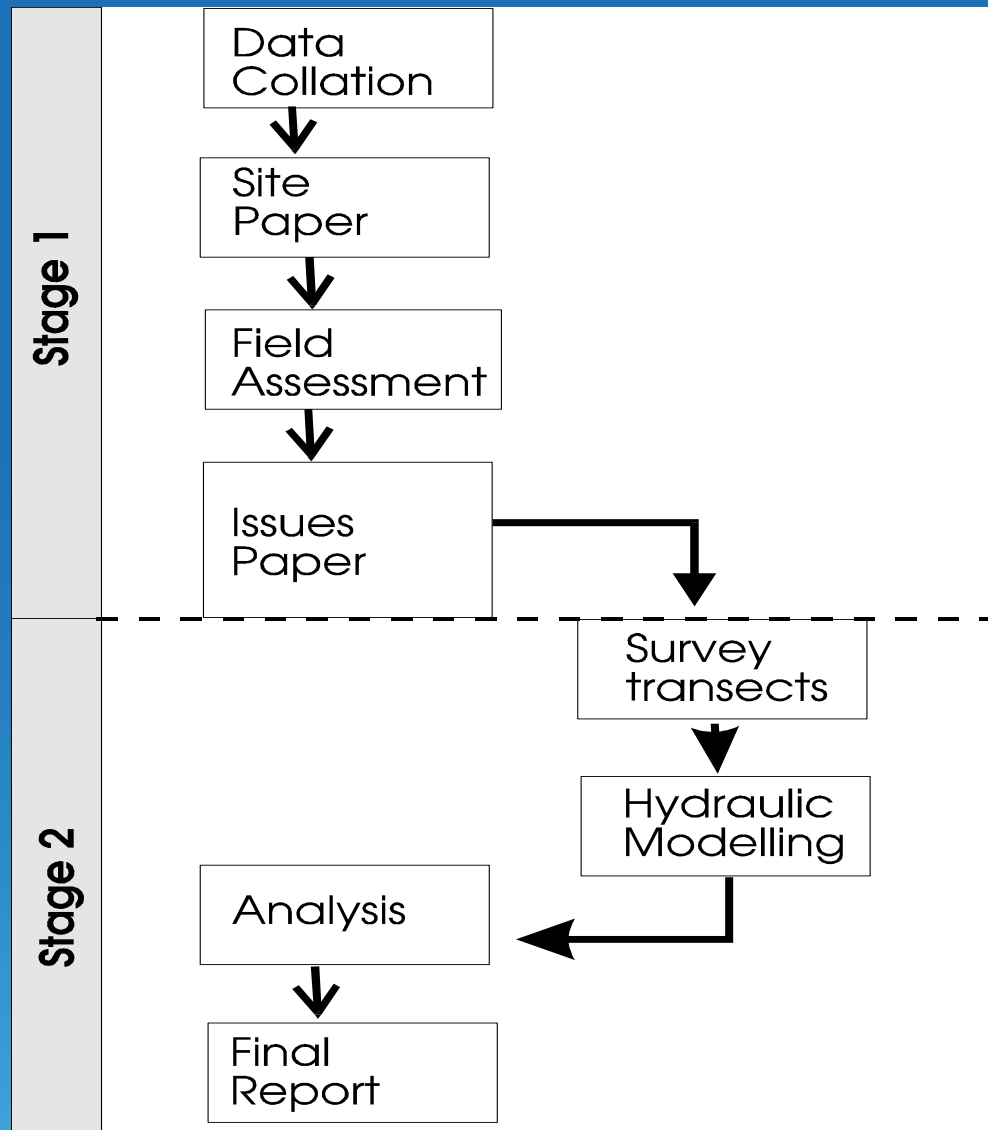 Stage 1
Data
Collation
Site
Paper
Field
Assessment
Issues
Paper
Stage 2
Survey
transects
Hydraulic
Modelling
Analysis
Final
Report